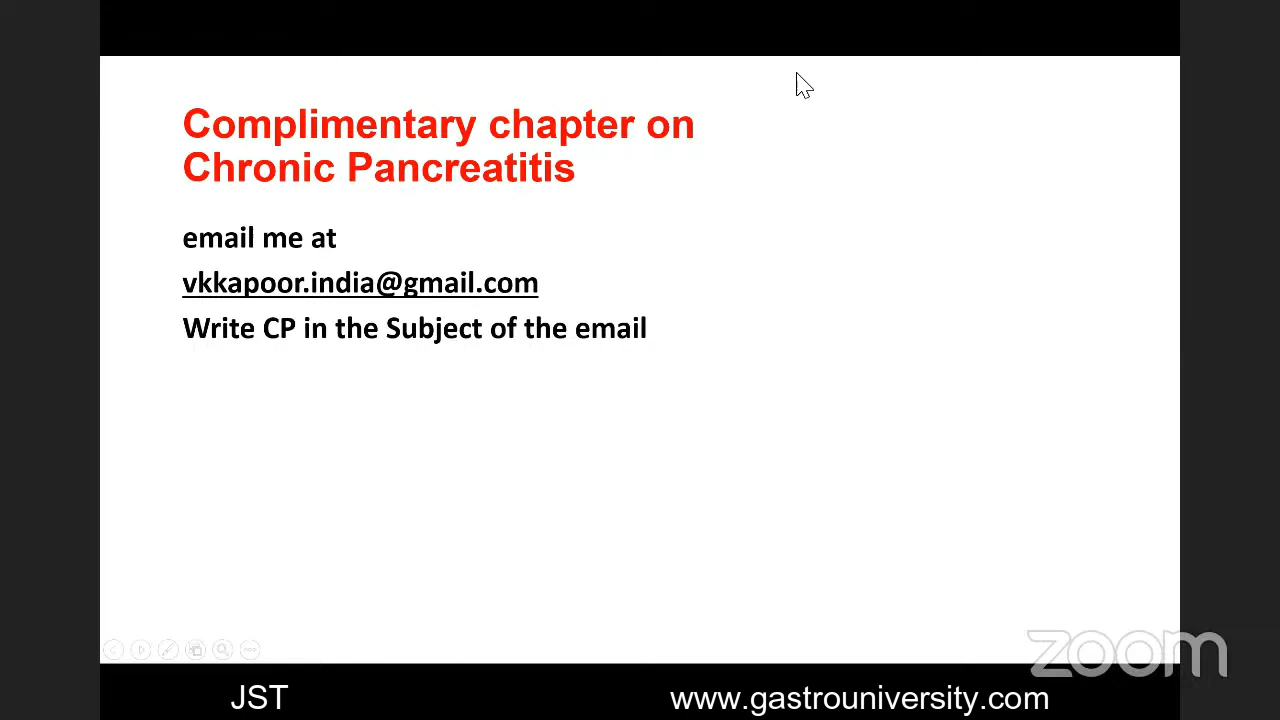 Complimentary chapter on
Chronic Pancreatitis
email me at
vkkapoor.india@gmail.com
Write CP in the Subject of the email
zoom
JST
www.gastrouniversity.com